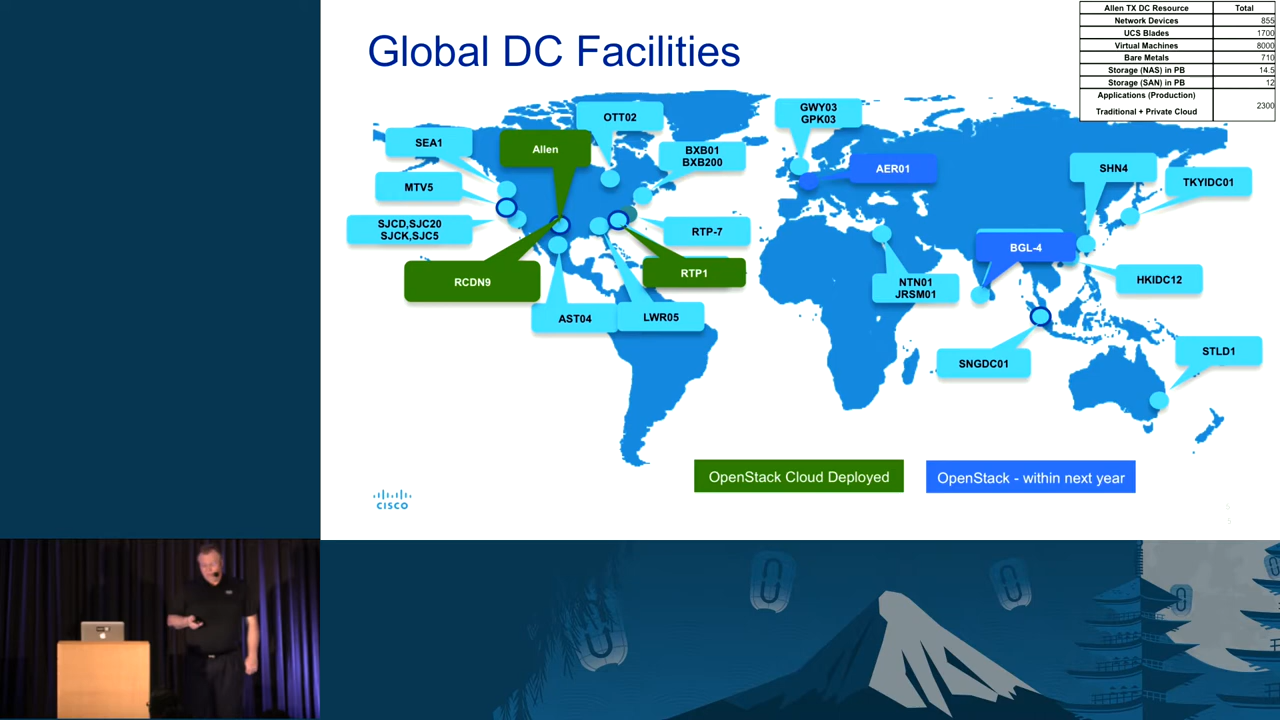 Global DC Facilities
Allen TX DC Resource Total
Network Devices 855
UCS Blades 1700
Virtual Machines 8000
Bare Metals 710
Storage (NAS) in PB 14.5
Storage (SAN) in PB 12
Applications (Production)
Traditional + Private Cloud 2300
OTT02
GWY03
GPK03
SEA1
Allen
BXB01
BXB200
AER01
SHN4
TKYIDC01
MTV5
SJCD,SJC20
SJCK,SJC5
RTP-7
BGL-4
RCDN9
RTP1
NTN01
JRSM01
HKIDC12
AST04
LWR05
SNGDC01
STLD1
OpenStack Cloud Deployed
OpenStack - within next year
CISCO